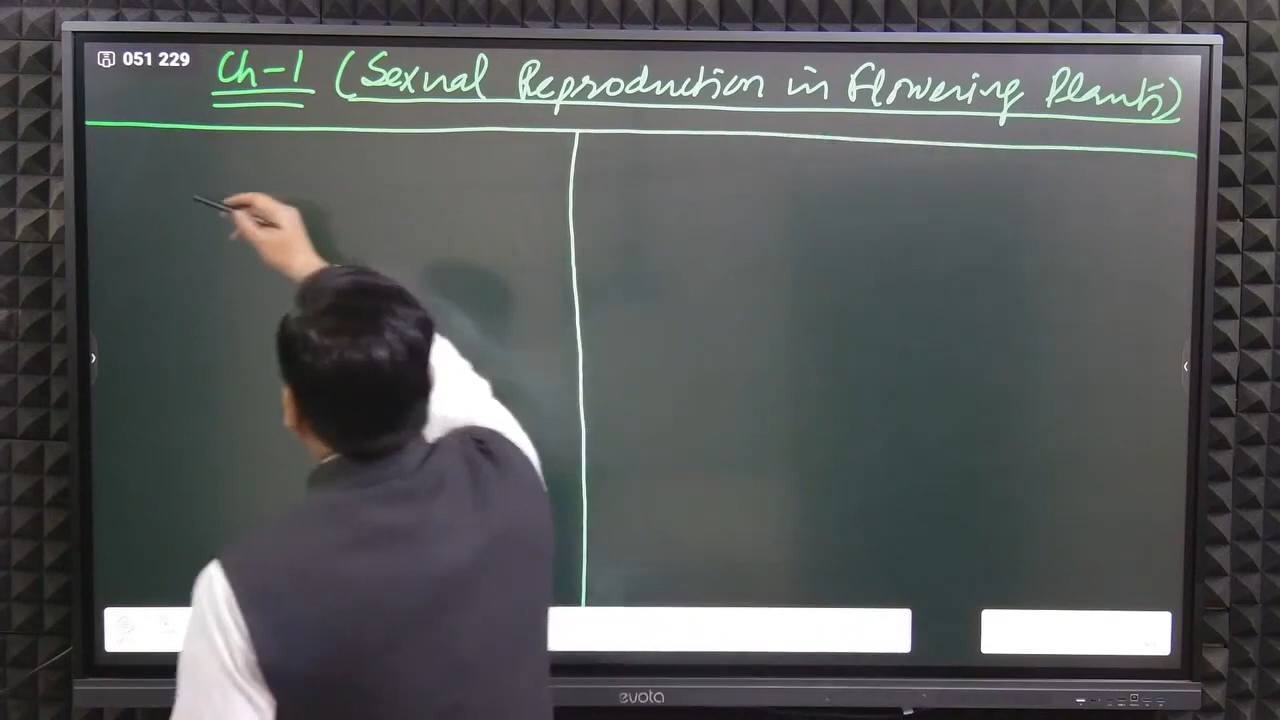 051 229
Ch-1 (Sexual Reproduction in Flowering Plants)
evota